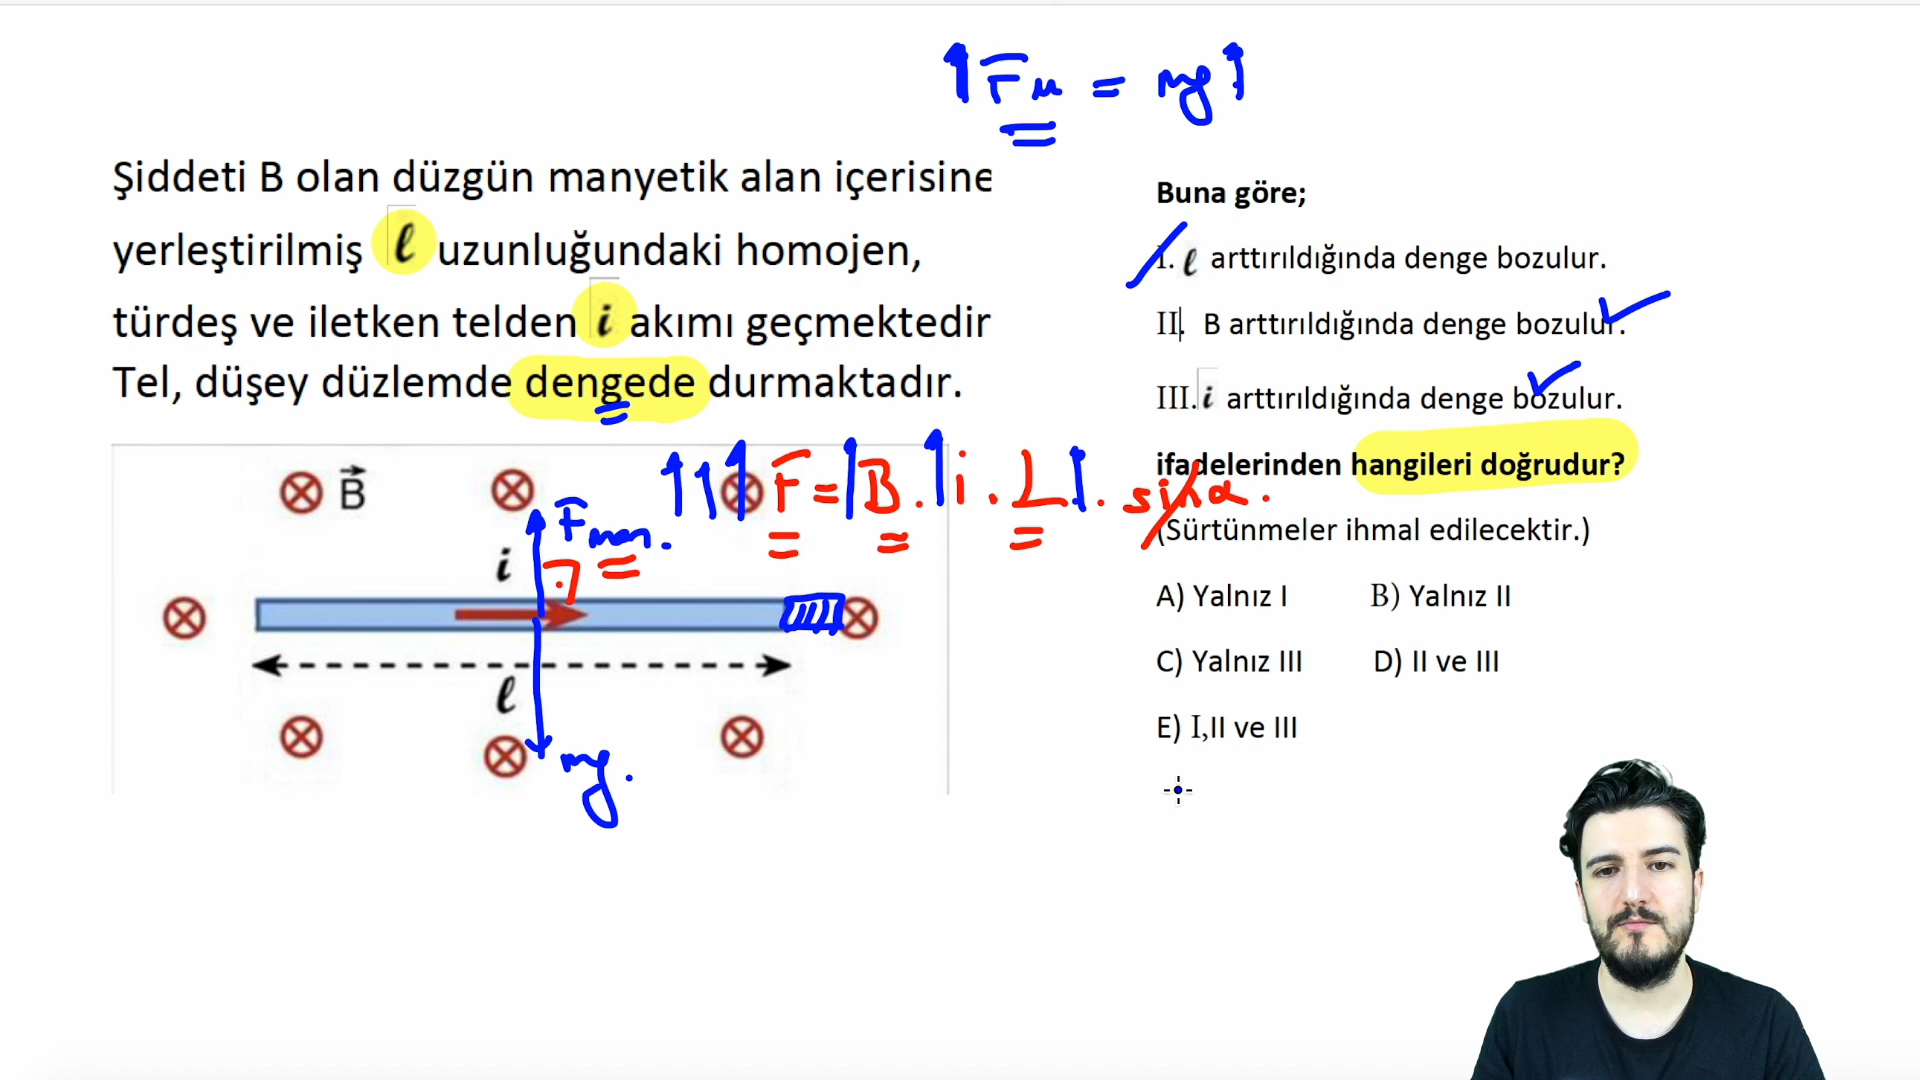 Fм = mg
Şiddeti B olan düzgün manyetik alan içerisine
yerleştirilmiş ℓ uzunluğundaki homojen,
türdeş ve iletken telden i akımı geçmektedir
Tel, düşey düzlemde dengede durmaktadır.
B
i
Fman.
F = B . i . L . sinα .
ℓ
mg.
Buna göre;
I. ℓ arttırıldığında denge bozulur.
II. B arttırıldığında denge bozulur.
III. i arttırıldığında denge bozulur.
ifadelerinden hangileri doğrudur?
(Sürtünmeler ihmal edilecektir.)
A) Yalnız I B) Yalnız II
C) Yalnız III D) II ve III
E) I,II ve III